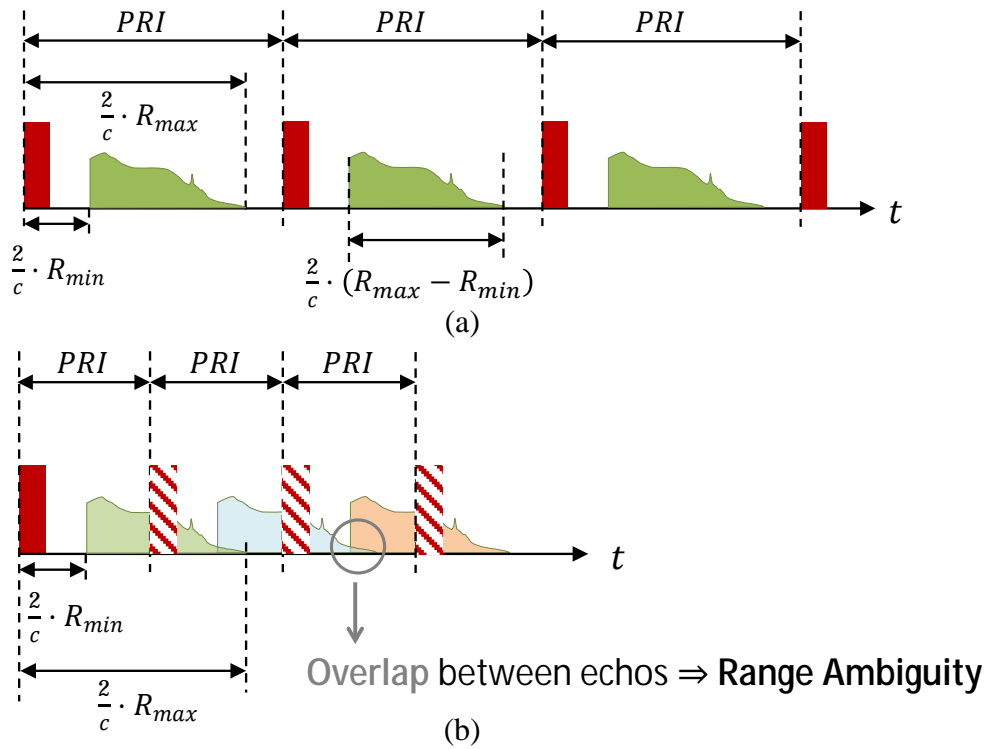 PRI PRI PRI
2/c · R_max
t
2/c · R_min
2/c · (R_max − R_min)
(a)
PRI PRI PRI
t
2/c · R_min
Overlap between echos ⇒ Range Ambiguity
2/c · R_max
(b)